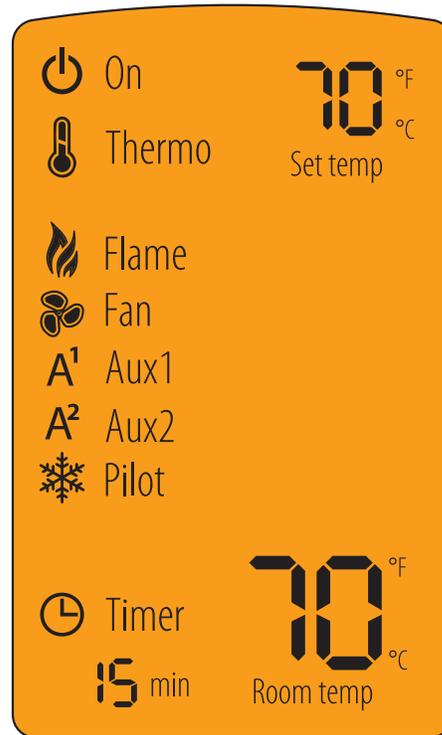 On 70 °F
°C
Thermo Set temp
Flame
Fan
A¹ Aux1
A² Aux2
Pilot
Timer 70 °F
°C
15 min Room temp